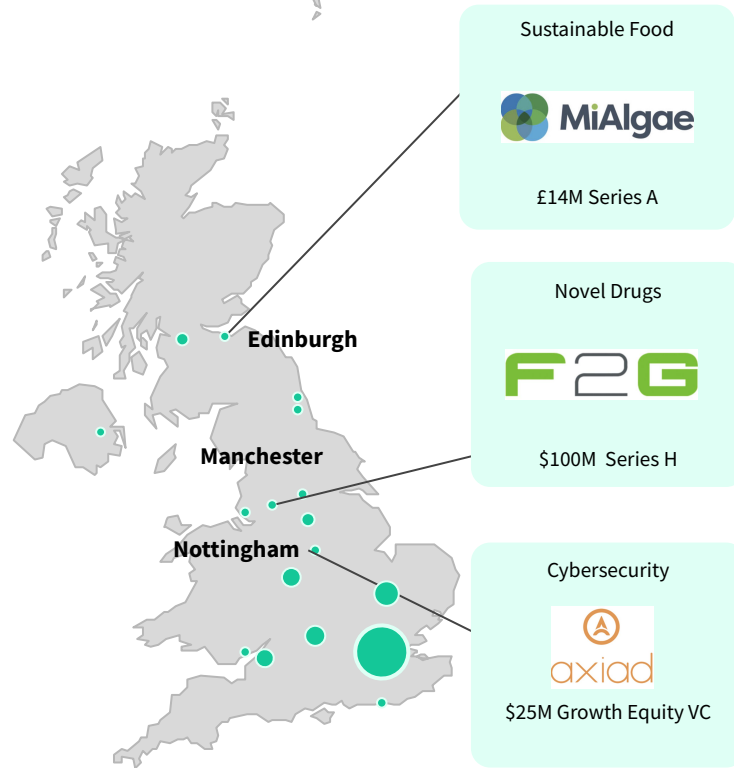 Sustainable Food
MiAlgae
£14M Series A
Edinburgh
Novel Drugs
F2G
$100M Series H
Manchester
Nottingham
Cybersecurity
axiad
$25M Growth Equity VC